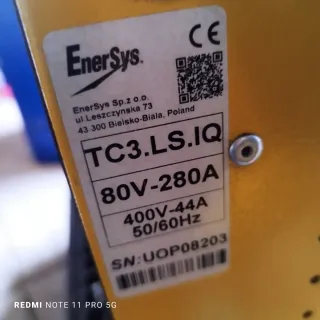 EnerSys.
CE
EnerSys Sp.z o.o.
ul.Leszczynska 73
43-300 Bielsko-Biala, Poland
TC3.LS.IQ
80V-280A
400V-44A
50/60Hz
SN:UOP08203
REDMI NOTE 11 PRO 5G